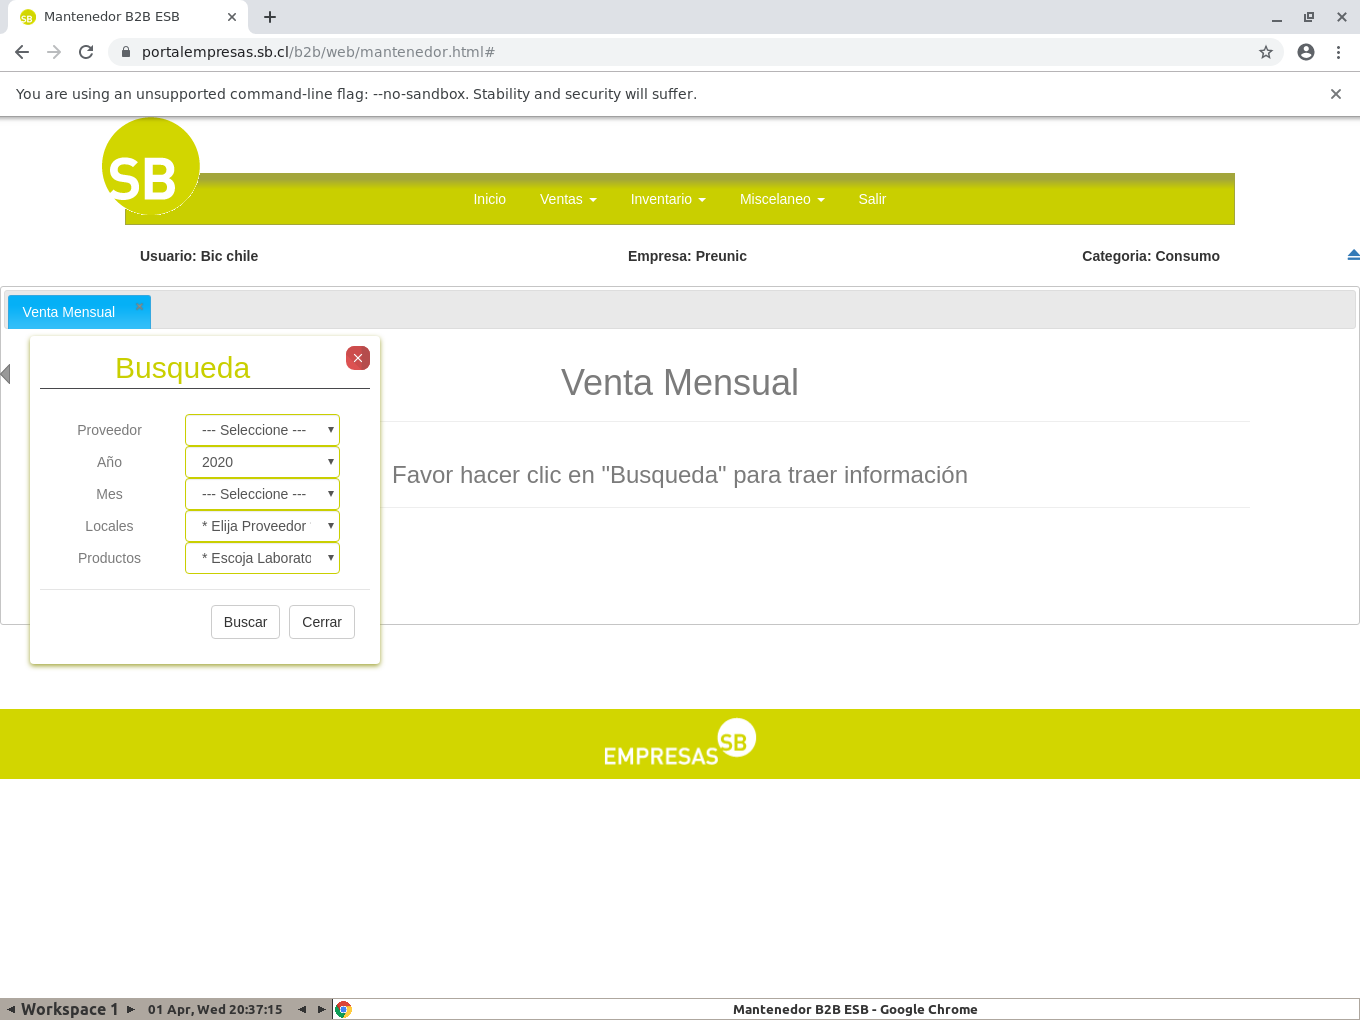 Mantenedor B2B ESB
portalempresas.sb.cl/b2b/web/mantenedor.html#
You are using an unsupported command-line flag: --no-sandbox. Stability and security will suffer.
SB
Inicio Ventas Inventario Miscelaneo Salir
Usuario: Bic chile Empresa: Preunic Categoria: Consumo
Venta Mensual
Busqueda
Venta Mensual
Proveedor --- Seleccione ---
Año 2020
Favor hacer clic en "Busqueda" para traer información
Mes --- Seleccione ---
Locales * Elija Proveedor
Productos * Escoja Laborato
Buscar Cerrar
EMPRESAS SB
Workspace 1 01 Apr, Wed 20:37:15 Mantenedor B2B ESB - Google Chrome